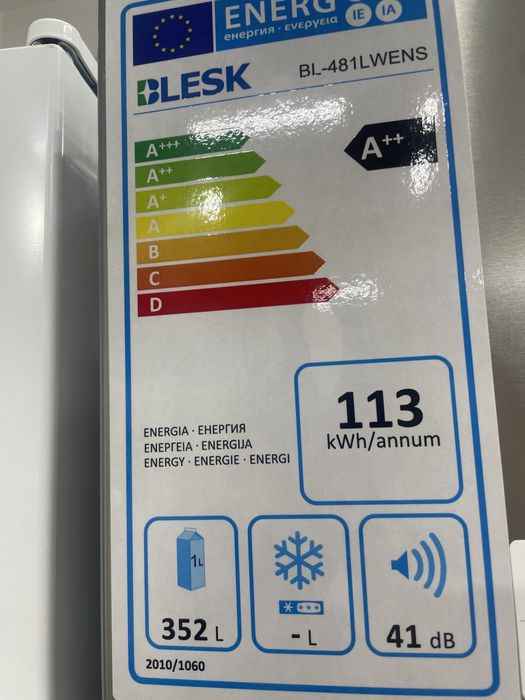 ENERG
енергия · ενεργεια
IE IA
BLESK
BL-481LWENS
A+++
A++
A+
A
B
C
D
A++
113
kWh/annum
ENERGIA · ЕНЕРГИЯ
ΕΝΕΡΓΕΙΑ · ENERGIJA
ENERGY · ENERGIE · ENERGI
1L
352 L
- L
41 dB
2010/1060